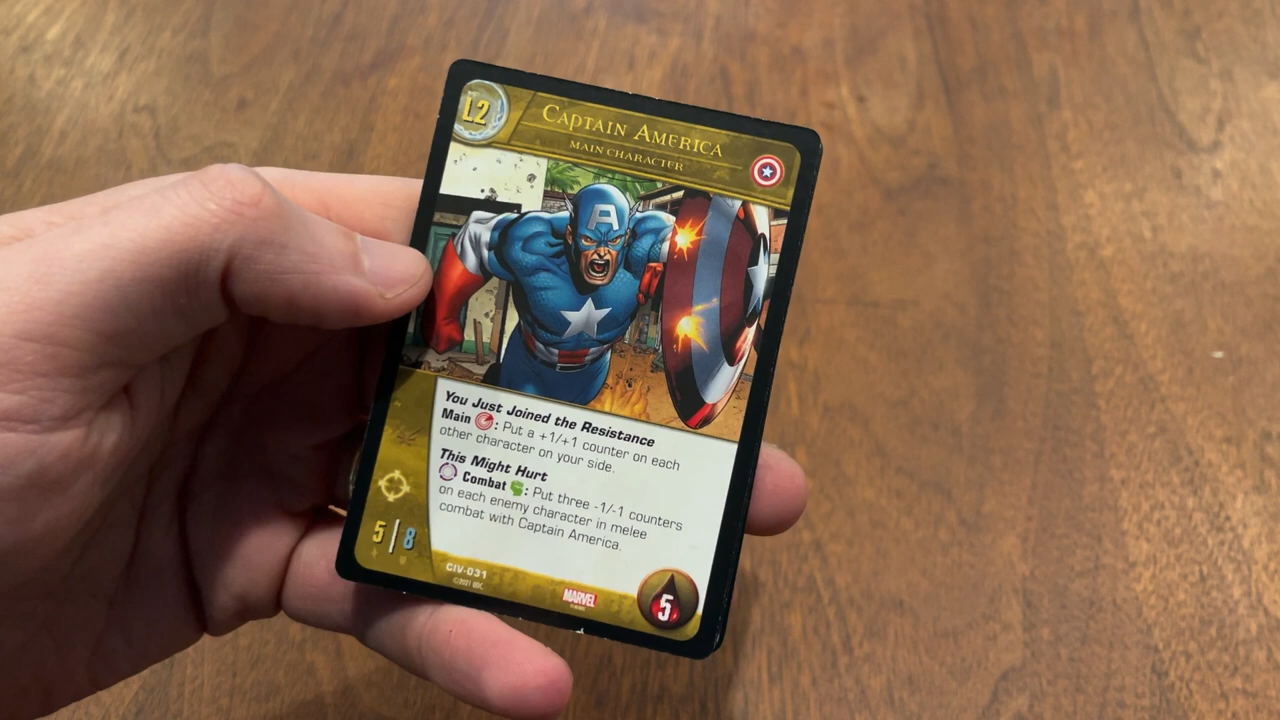 L2
Captain America
Main Character
A
You Just Joined the Resistance
Main : Put a +1/+1 counter on each
other character on your side.
This Might Hurt
Combat : Put three -1/-1 counters
on each enemy character in melee
combat with Captain America.
5 | 8
CIV-031
©2021 UDC
MARVEL
5